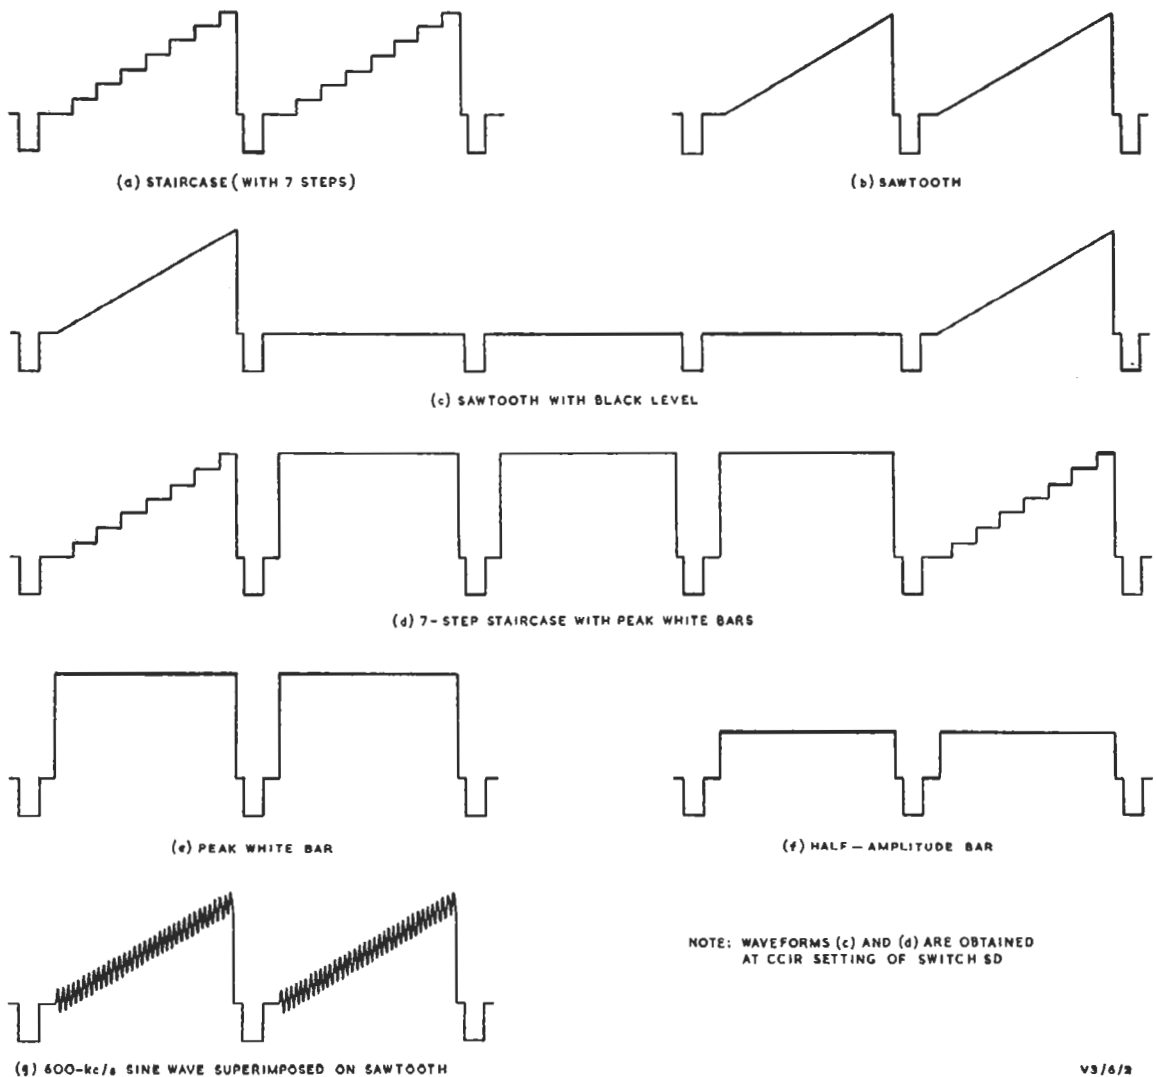 (a) STAIRCASE (WITH 7 STEPS)
(b) SAWTOOTH
(c) SAWTOOTH WITH BLACK LEVEL
(d) 7-STEP STAIRCASE WITH PEAK WHITE BARS
(e) PEAK WHITE BAR
(f) HALF — AMPLITUDE BAR
NOTE: WAVEFORMS (c) AND (d) ARE OBTAINED
AT CCIR SETTING OF SWITCH SD
(g) 600-kc/s SINE WAVE SUPERIMPOSED ON SAWTOOTH
V3/6/2